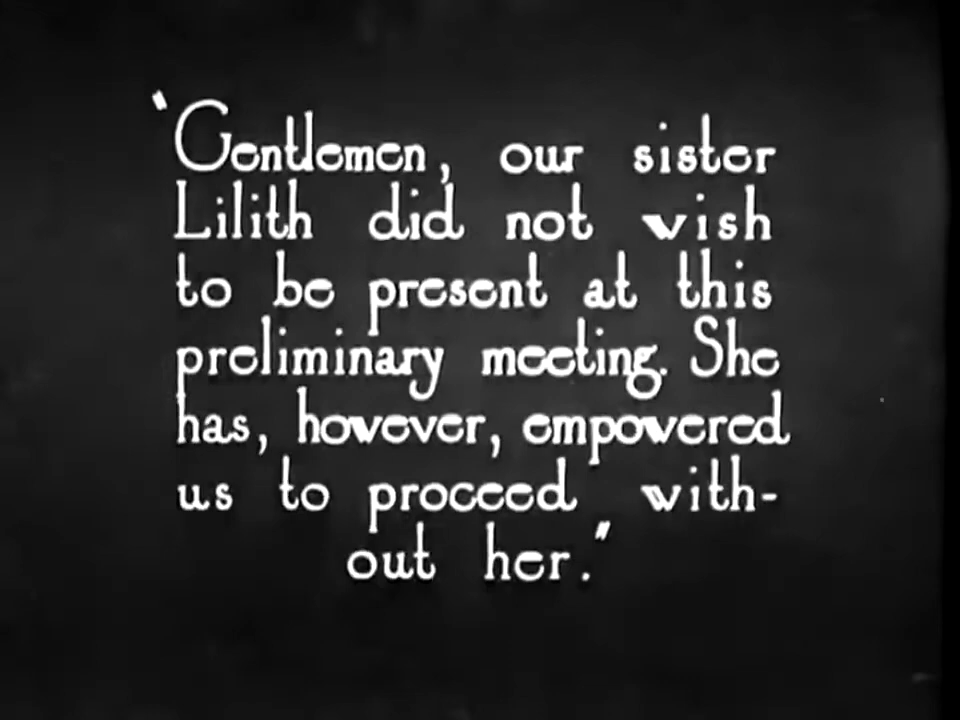 "Gentlemen, our sister
Lilith did not wish
to be present at this
preliminary meeting. She
has, however, empowered
us to proceed with-
out her."